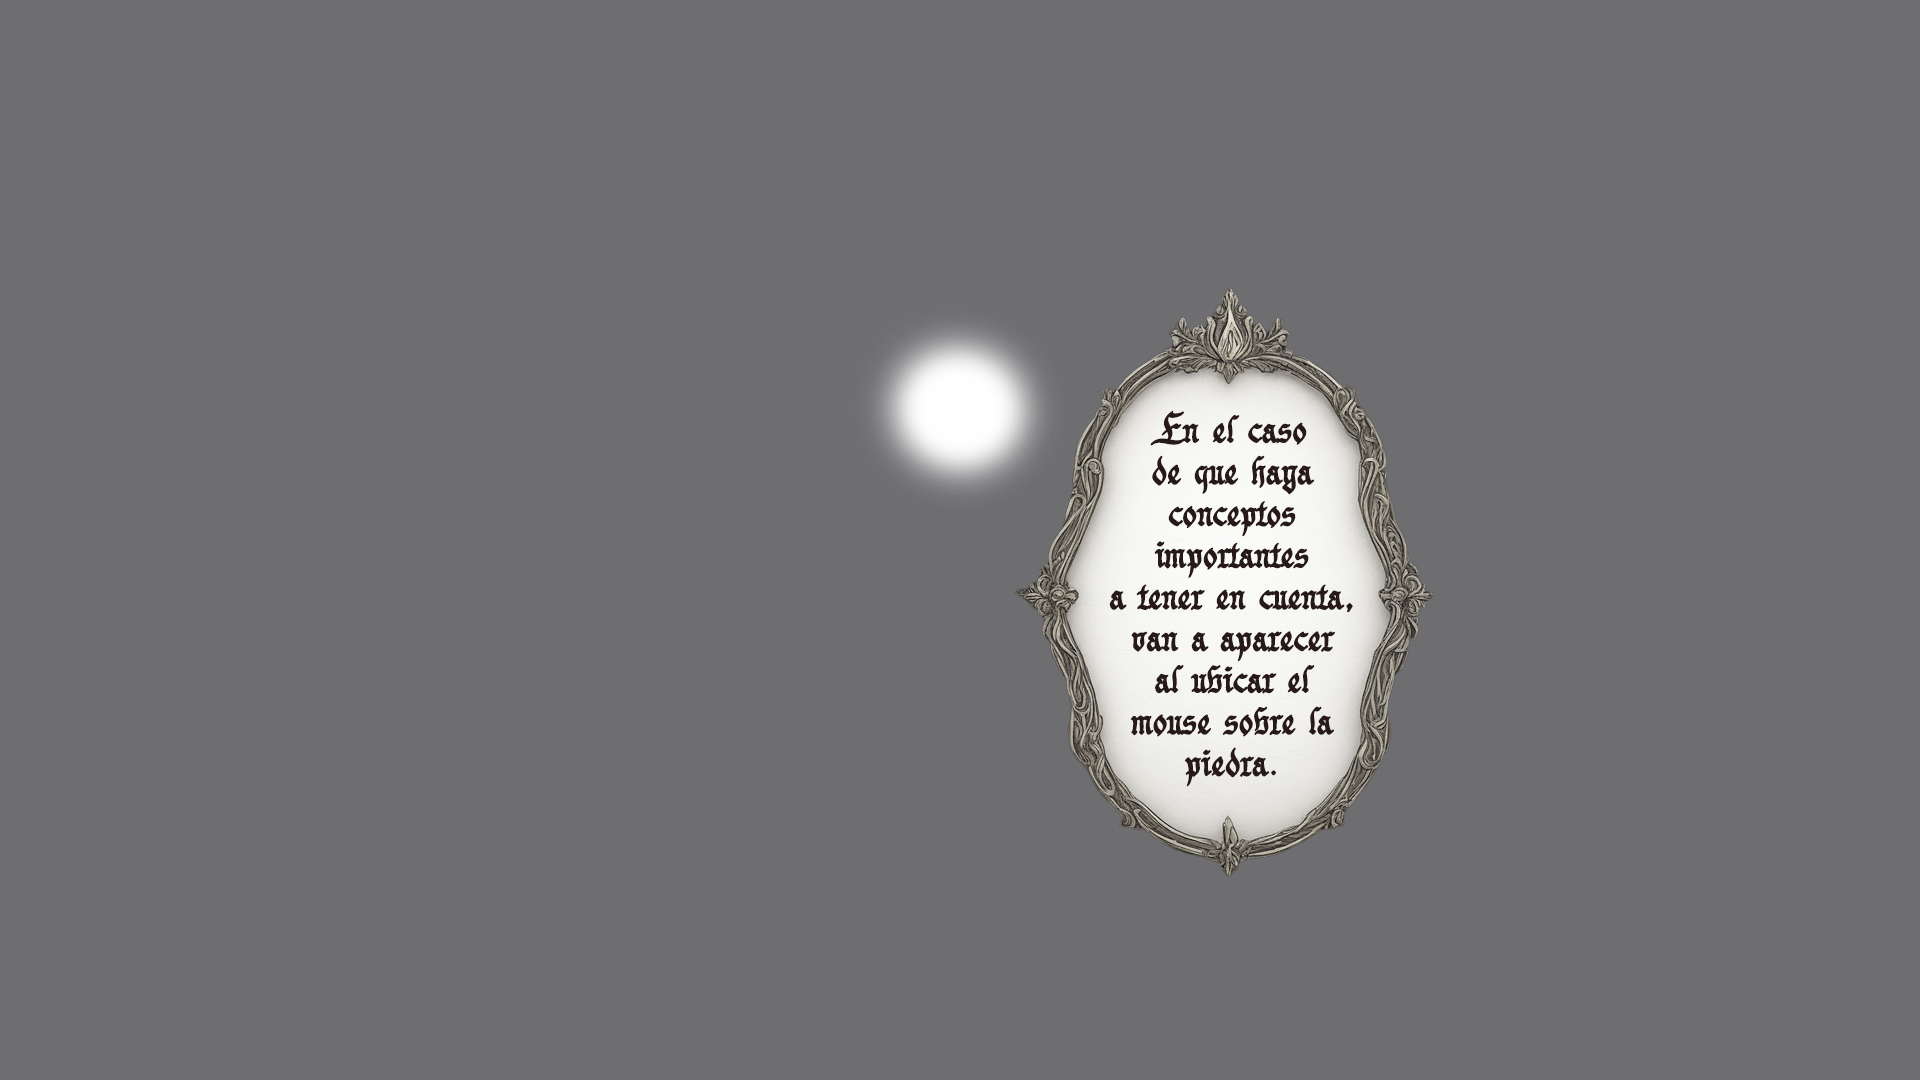 En el caso
de que haya
conceptos
importantes
a tener en cuenta,
van a aparecer
al ubicar el
mouse sobre la
piedra.